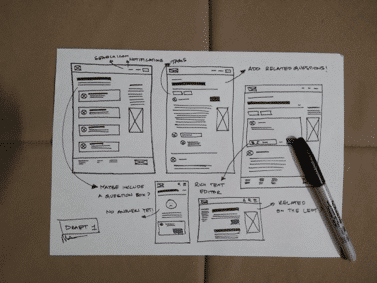 SEARCH ICON
NOTIFICATIONS
TABS
ADD RELATED QUESTIONS!
MAYBE INCLUDE
A QUESTION BOX?
NO ANSWER YET!
RICH TEXT
EDITOR
RELATED
ON THE LEFT
DRAFT 1